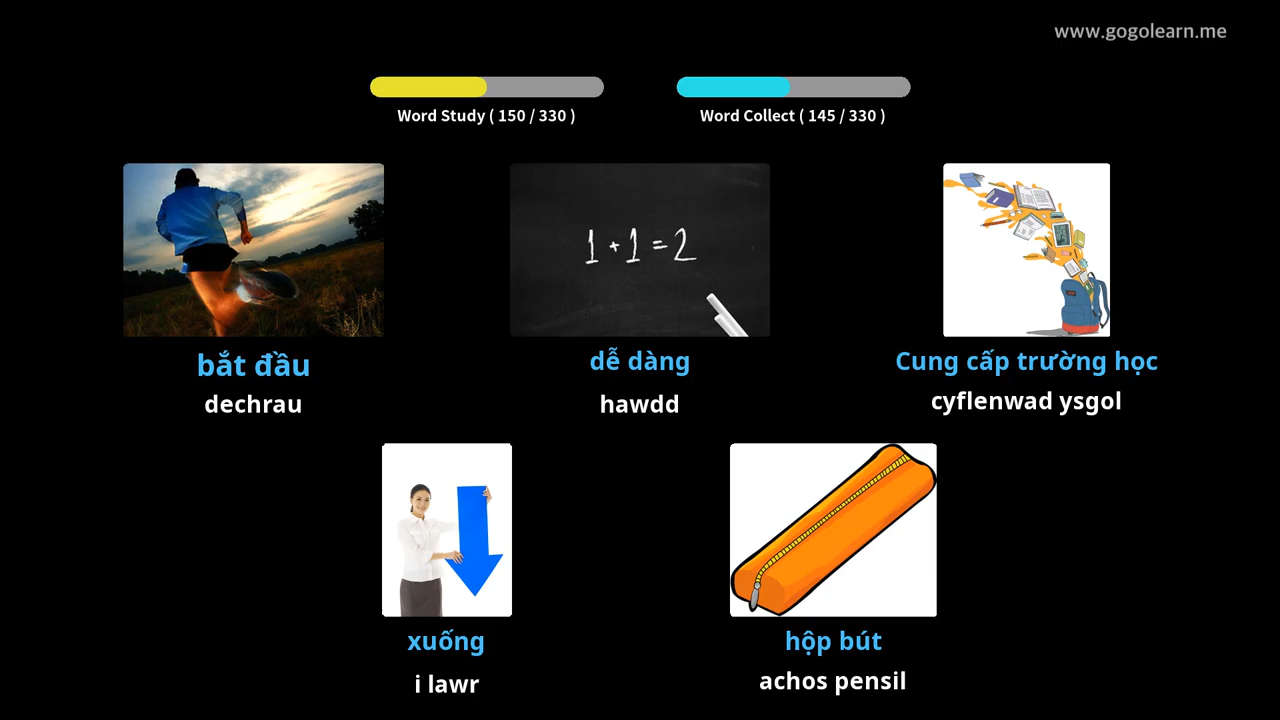 www.gogolearn.me
Word Study ( 150 / 330 )
Word Collect ( 145 / 330 )
1 + 1 = 2
bắt đầu
dechrau
dễ dàng
hawdd
Cung cấp trường học
cyflenwad ysgol
xuống
i lawr
hộp bút
achos pensil